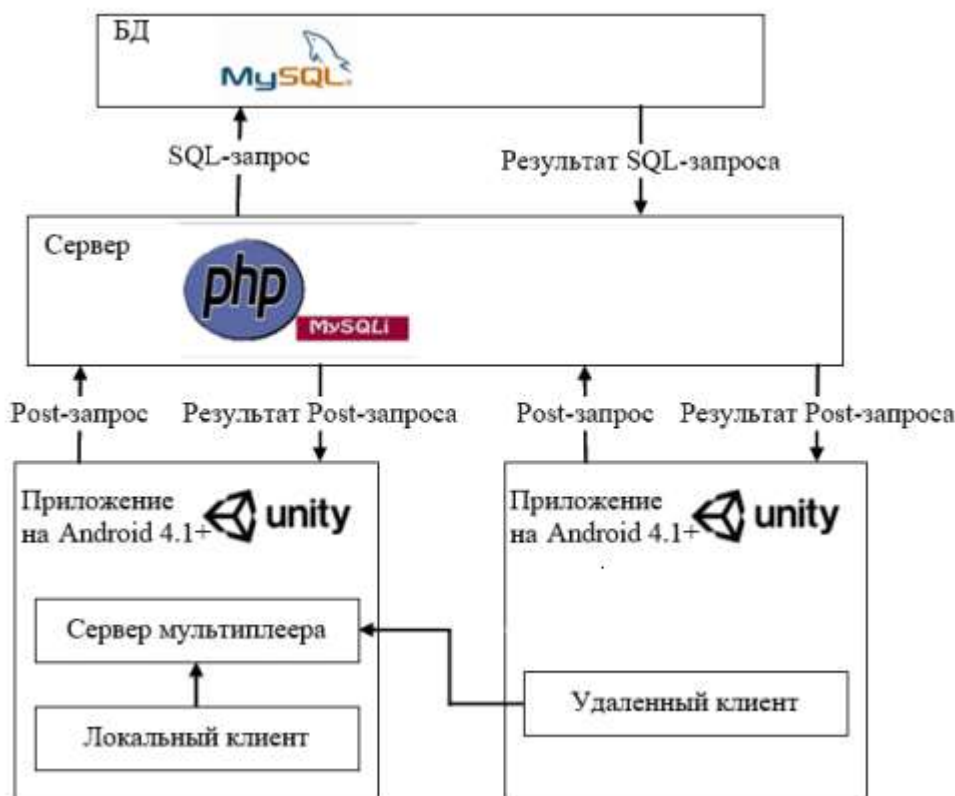 БД
MySQL
SQL-запрос
Результат SQL-запроса
Сервер
php
MySQLi
Post-запрос
Результат Post-запроса
Post-запрос
Результат Post-запроса
Приложение
на Android 4.1+
unity
Приложение
на Android 4.1+
unity
Сервер мультиплеера
Локальный клиент
Удаленный клиент